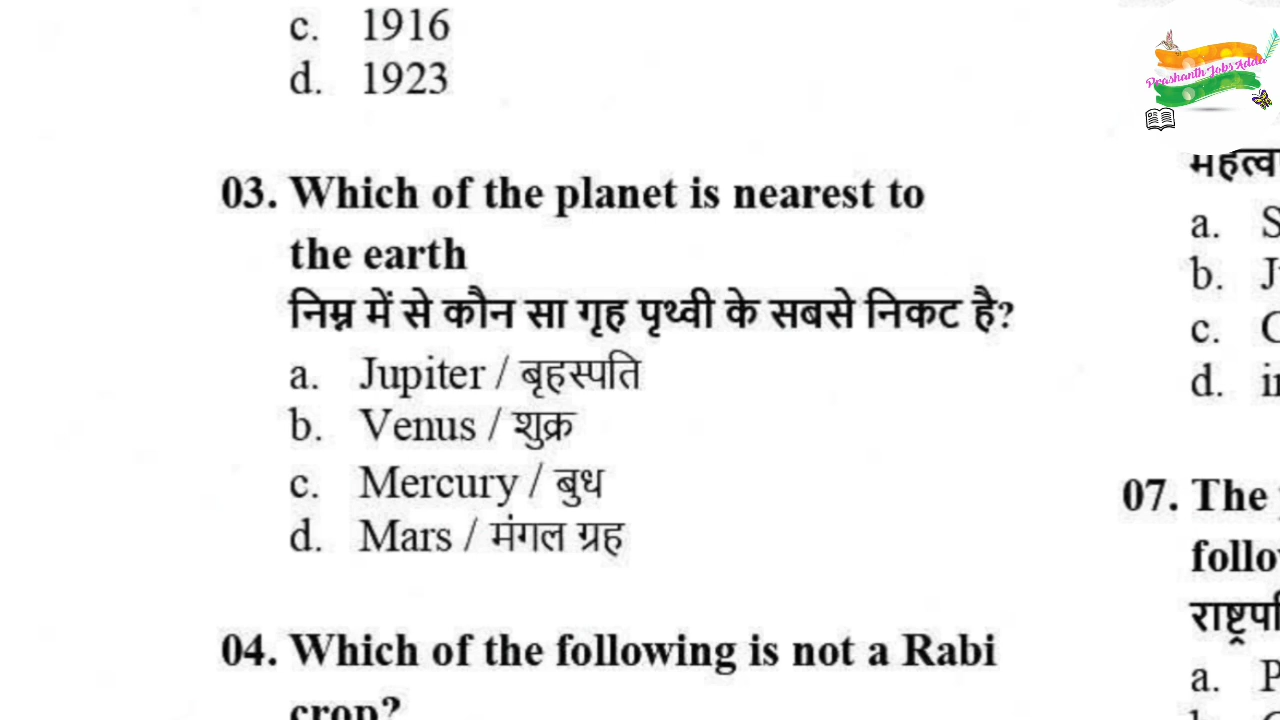 c. 1916
d. 1923
03. Which of the planet is nearest to
the earth
निम्न में से कौन सा गृह पृथ्वी के सबसे निकट है?
a. Jupiter / बृहस्पति
b. Venus / शुक्र
c. Mercury / बुध
d. Mars / मंगल ग्रह
04. Which of the following is not a Rabi
crop?
Prashanth Jobs Adda
महत्व
a. S
b. J
c.
d. in
07. The
follo
राष्ट्रपति
a. P